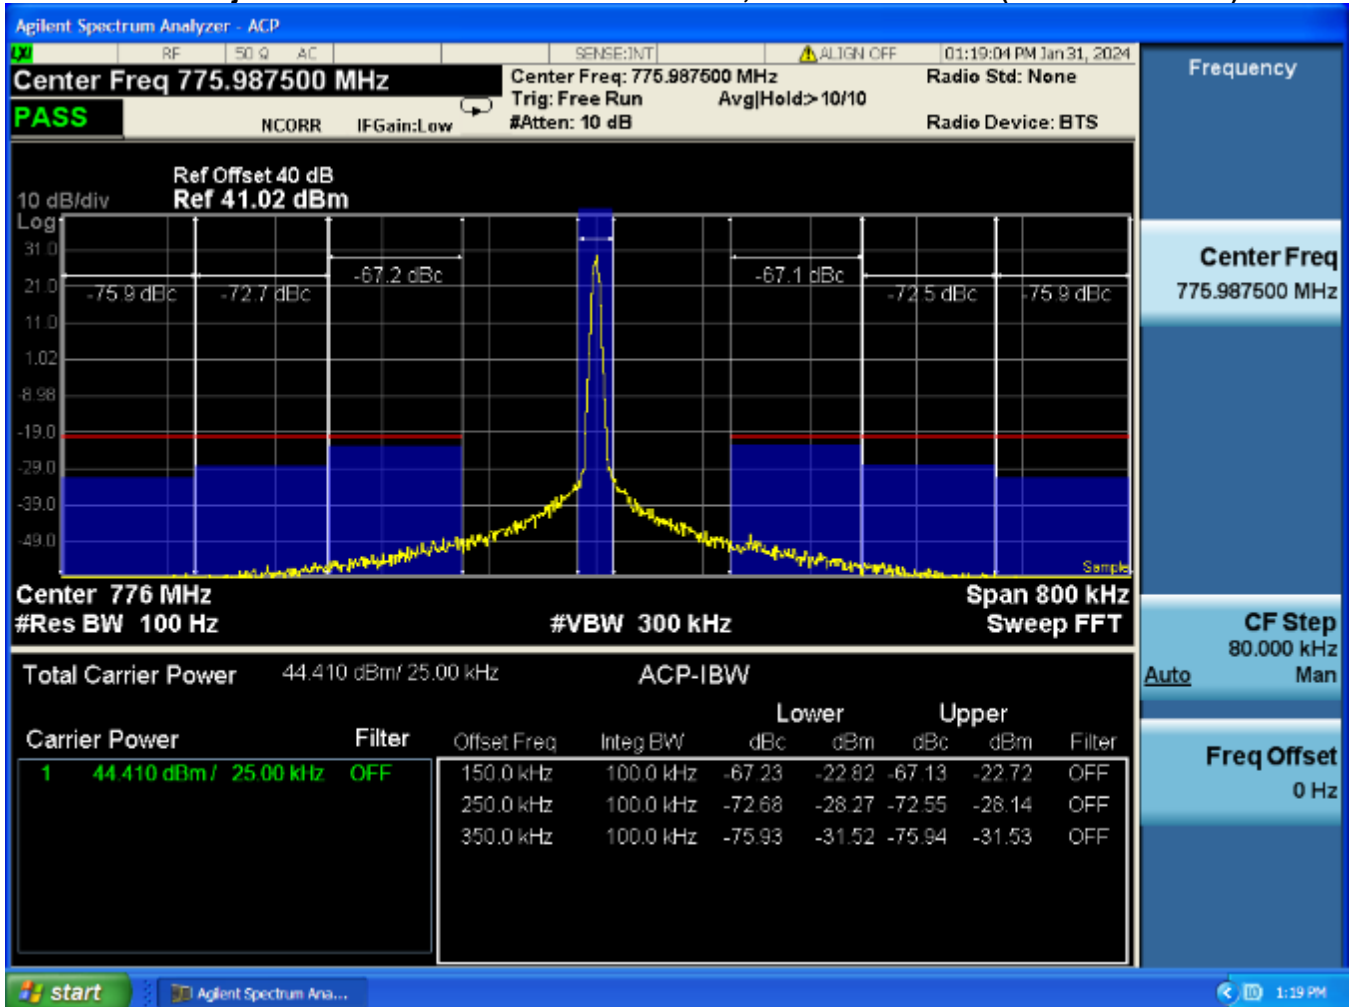 Agilent Spectrum Analyzer - ACP
LXI RF 50 Ω AC SENSE:INT ALIGN OFF 01:19:04 PM Jan 31, 2024
Center Freq 775.987500 MHz
Center Freq: 775.987500 MHz Radio Std: None
Trig: Free Run Avg|Hold:> 10/10
PASS NCORR IFGain:Low #Atten: 10 dB Radio Device: BTS
Ref Offset 40 dB
10 dB/div Ref 41.02 dBm
Log
31.0
21.0
11.0
1.02
-8.98
-19.0
-29.0
-39.0
-49.0
-75.9 dBc -72.7 dBc -67.2 dBc -67.1 dBc -72.5 dBc -75.9 dBc
Sample
Center 776 MHz Span 800 kHz
#Res BW 100 Hz #VBW 300 kHz Sweep FFT
Total Carrier Power 44.410 dBm/ 25.00 kHz ACP-IBW
Lower Upper
Carrier Power Filter Offset Freq Integ BW dBc dBm dBc dBm Filter
1 44.410 dBm / 25.00 kHz OFF 150.0 kHz 100.0 kHz -67.23 -22.82 -67.13 -22.72 OFF
250.0 kHz 100.0 kHz -72.68 -28.27 -72.55 -28.14 OFF
350.0 kHz 100.0 kHz -75.93 -31.52 -75.94 -31.53 OFF
Frequency
Center Freq
775.987500 MHz
CF Step
80.000 kHz
Auto Man
Freq Offset
0 Hz
start Agilent Spectrum Ana... 1:19 PM